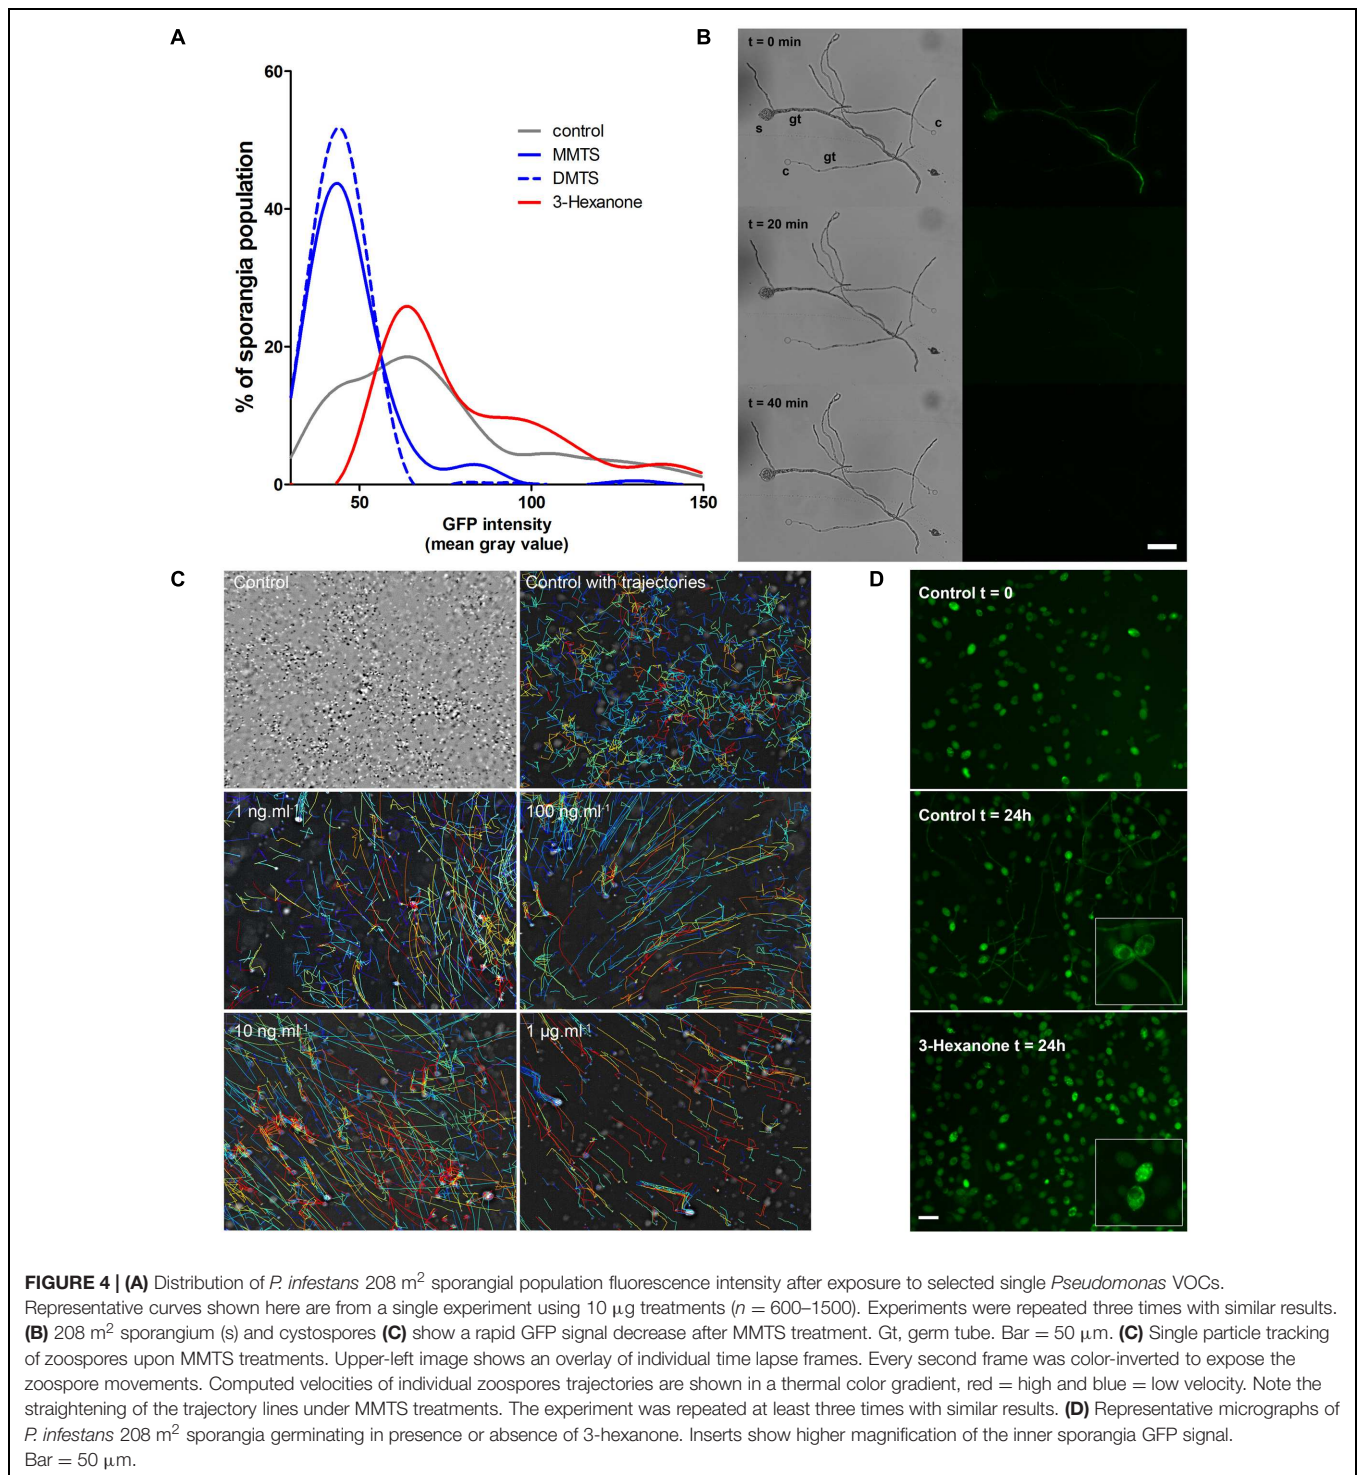 A
60
40
20
0
% of sporangia population
control
MMTS
DMTS
3-Hexanone
50
100
150
GFP intensity
(mean gray value)
B
t = 0 min
s
gt
c
gt
c
t = 20 min
t = 40 min
C
Control
Control with trajectories
1 ng.ml⁻¹
100 ng.ml⁻¹
10 ng.ml⁻¹
1 µg.ml⁻¹
D
Control t = 0
Control t = 24h
3-Hexanone t = 24h
FIGURE 4 | (A) Distribution of P. infestans 208 m² sporangial population fluorescence intensity after exposure to selected single Pseudomonas VOCs.
Representative curves shown here are from a single experiment using 10 µg treatments (n = 600–1500). Experiments were repeated three times with similar results.
(B) 208 m² sporangium (s) and cystospores (C) show a rapid GFP signal decrease after MMTS treatment. Gt, germ tube. Bar = 50 µm. (C) Single particle tracking
of zoospores upon MMTS treatments. Upper-left image shows an overlay of individual time lapse frames. Every second frame was color-inverted to expose the
zoospore movements. Computed velocities of individual zoospores trajectories are shown in a thermal color gradient, red = high and blue = low velocity. Note the
straightening of the trajectory lines under MMTS treatments. The experiment was repeated at least three times with similar results. (D) Representative micrographs of
P. infestans 208 m² sporangia germinating in presence or absence of 3-hexanone. Inserts show higher magnification of the inner sporangia GFP signal.
Bar = 50 µm.